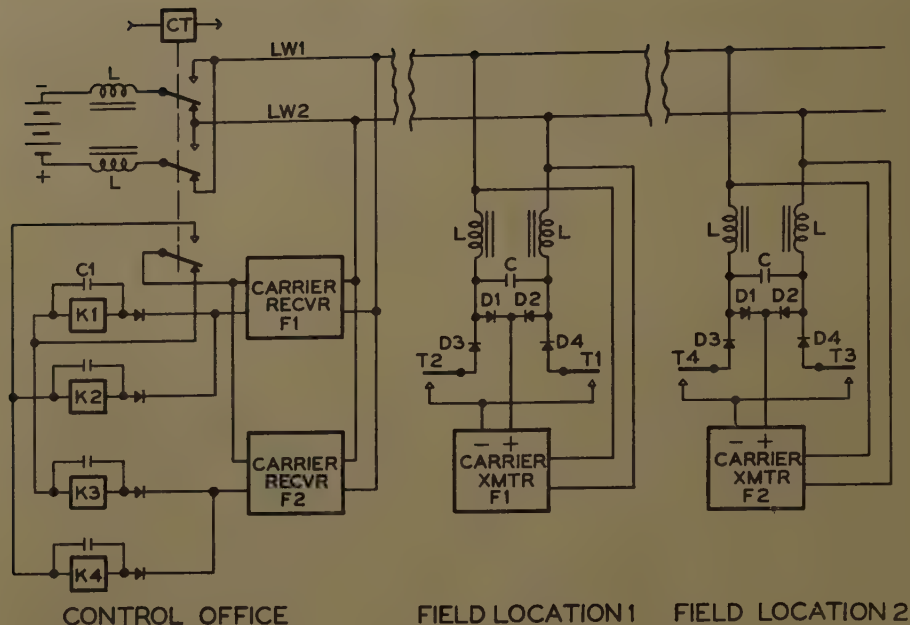 CT
LW1
-
L
LW2
+
L
C1
K1
K2
K3
K4
CARRIER
RECVR
F1
CARRIER
RECVR
F2
L
L
C
D1
D2
D3
D4
T2
T1
- +
CARRIER
XMTR
F1
L
L
C
D1
D2
D3
D4
T4
T3
- +
CARRIER
XMTR
F2
CONTROL OFFICE
FIELD LOCATION 1
FIELD LOCATION 2